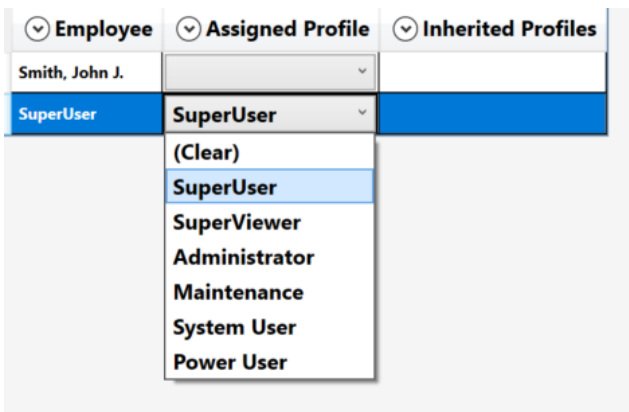 Employee Assigned Profile Inherited Profiles
Smith, John J.
SuperUser SuperUser
(Clear)
SuperUser
SuperViewer
Administrator
Maintenance
System User
Power User